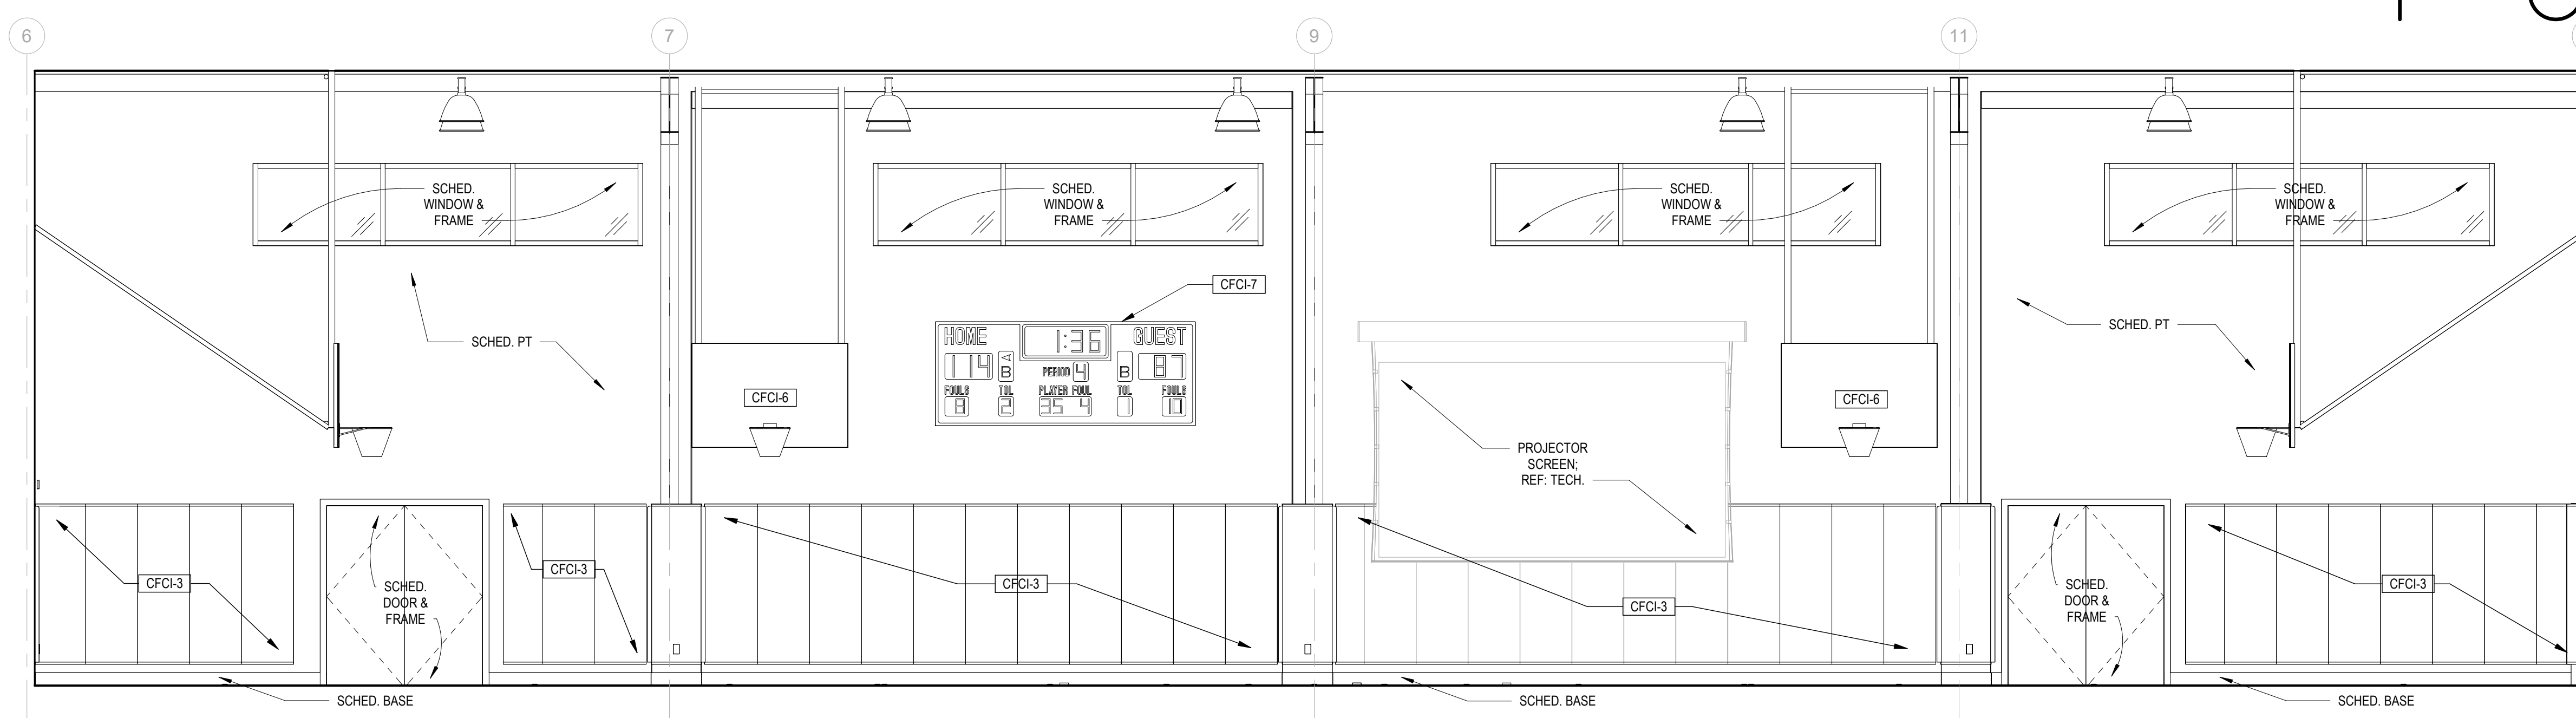 6
7
9
11
SCHED.
WINDOW &
FRAME
SCHED.
WINDOW &
FRAME
SCHED.
WINDOW &
FRAME
SCHED.
WINDOW &
FRAME
CFCI-7
SCHED. PT
HOME
1:36
GUEST
114
A
B
PERIOD 4
B
87
FOULS
TOL
PLAYER FOUL
TOL
FOULS
8
2
35 4
1
10
SCHED. PT
CFCI-6
CFCI-6
PROJECTOR
SCREEN;
REF: TECH.
CFCI-3
SCHED.
DOOR &
FRAME
CFCI-3
CFCI-3
CFCI-3
SCHED.
DOOR &
FRAME
CFCI-3
SCHED. BASE
SCHED. BASE
SCHED. BASE